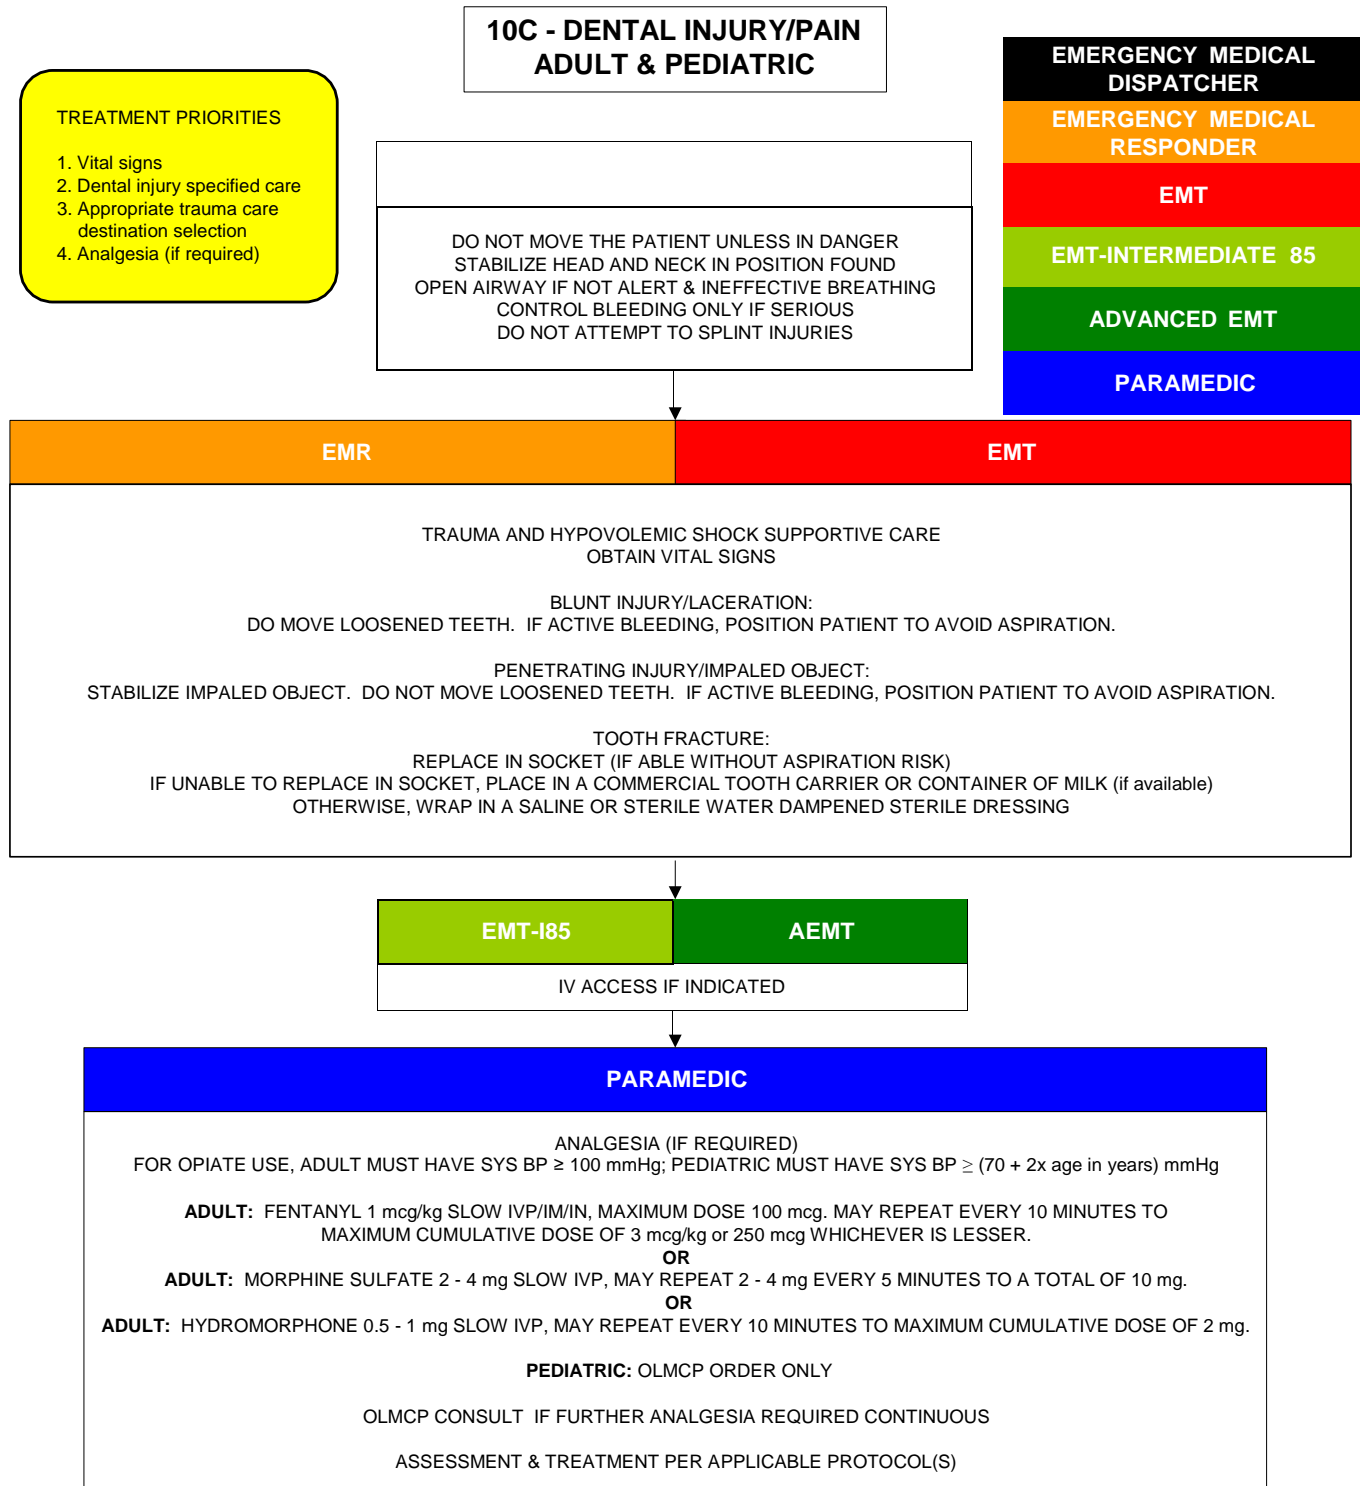 10C - DENTAL INJURY/PAIN
ADULT & PEDIATRIC
EMERGENCY MEDICAL
DISPATCHER
EMERGENCY MEDICAL
RESPONDER
EMT
EMT-INTERMEDIATE 85
ADVANCED EMT
PARAMEDIC
TREATMENT PRIORITIES
1. Vital signs
2. Dental injury specified care
3. Appropriate trauma care
destination selection
4. Analgesia (if required)
DO NOT MOVE THE PATIENT UNLESS IN DANGER
STABILIZE HEAD AND NECK IN POSITION FOUND
OPEN AIRWAY IF NOT ALERT & INEFFECTIVE BREATHING
CONTROL BLEEDING ONLY IF SERIOUS
DO NOT ATTEMPT TO SPLINT INJURIES
EMR
EMT
TRAUMA AND HYPOVOLEMIC SHOCK SUPPORTIVE CARE
OBTAIN VITAL SIGNS
BLUNT INJURY/LACERATION:
DO MOVE LOOSENED TEETH. IF ACTIVE BLEEDING, POSITION PATIENT TO AVOID ASPIRATION.
PENETRATING INJURY/IMPALED OBJECT:
STABILIZE IMPALED OBJECT. DO NOT MOVE LOOSENED TEETH. IF ACTIVE BLEEDING, POSITION PATIENT TO AVOID ASPIRATION.
TOOTH FRACTURE:
REPLACE IN SOCKET (IF ABLE WITHOUT ASPIRATION RISK)
IF UNABLE TO REPLACE IN SOCKET, PLACE IN A COMMERCIAL TOOTH CARRIER OR CONTAINER OF MILK (if available)
OTHERWISE, WRAP IN A SALINE OR STERILE WATER DAMPENED STERILE DRESSING
EMT-I85
AEMT
IV ACCESS IF INDICATED
PARAMEDIC
ANALGESIA (IF REQUIRED)
FOR OPIATE USE, ADULT MUST HAVE SYS BP ≥ 100 mmHg; PEDIATRIC MUST HAVE SYS BP ≥ (70 + 2x age in years) mmHg
ADULT: FENTANYL 1 mcg/kg SLOW IVP/IM/IN, MAXIMUM DOSE 100 mcg. MAY REPEAT EVERY 10 MINUTES TO
MAXIMUM CUMULATIVE DOSE OF 3 mcg/kg or 250 mcg WHICHEVER IS LESSER.
OR
ADULT: MORPHINE SULFATE 2 - 4 mg SLOW IVP, MAY REPEAT 2 - 4 mg EVERY 5 MINUTES TO A TOTAL OF 10 mg.
OR
ADULT: HYDROMORPHONE 0.5 - 1 mg SLOW IVP, MAY REPEAT EVERY 10 MINUTES TO MAXIMUM CUMULATIVE DOSE OF 2 mg.
PEDIATRIC: OLMCP ORDER ONLY
OLMCP CONSULT IF FURTHER ANALGESIA REQUIRED CONTINUOUS
ASSESSMENT & TREATMENT PER APPLICABLE PROTOCOL(S)